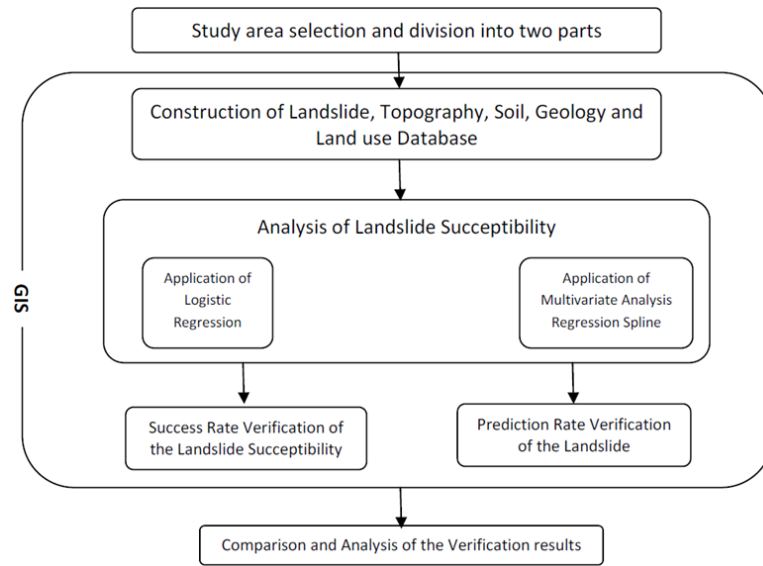 Study area selection and division into two parts
Construction of Landslide, Topography, Soil, Geology and
Land use Database
Analysis of Landslide Succeptibility
Application of
Logistic
Regression
Application of
Multivariate Analysis
Regression Spline
GIS
Success Rate Verification of
the Landslide Succeptibility
Prediction Rate Verification
of the Landslide
Comparison and Analysis of the Verification results